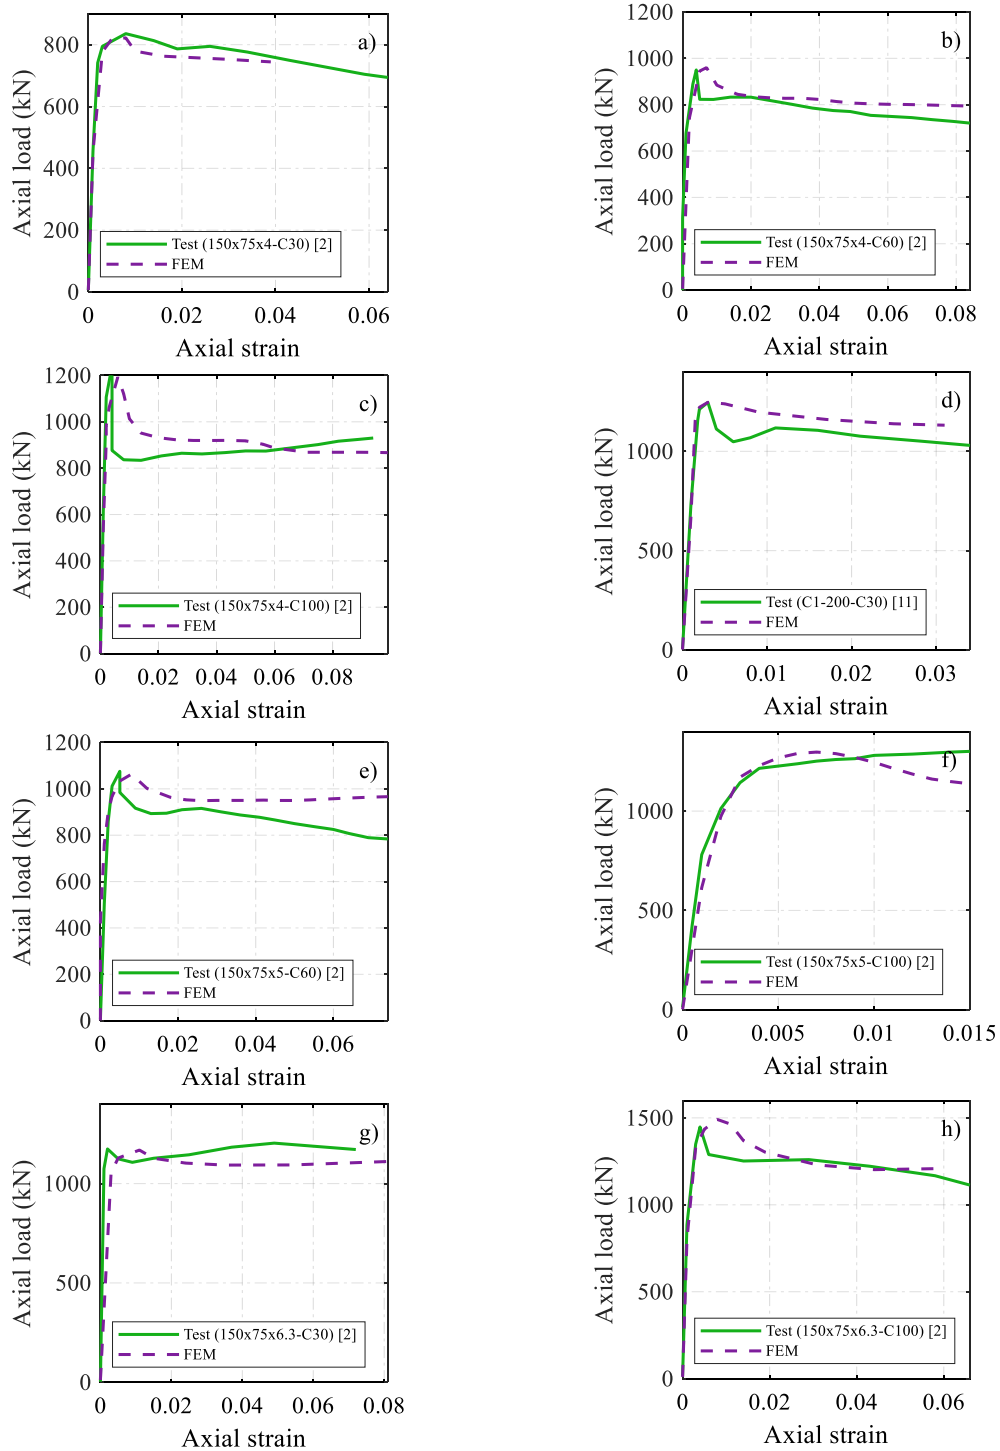 a)
Axial load (kN)
800
600
400
200
0
Test (150x75x4-C30) [2]
FEM
0 0.02 0.04 0.06
Axial strain
b)
Axial load (kN)
1200
1000
800
600
400
200
0
Test (150x75x4-C60) [2]
FEM
0 0.02 0.04 0.06 0.08
Axial strain
c)
Axial load (kN)
1200
1000
800
600
400
200
0
Test (150x75x4-C100) [2]
FEM
0 0.02 0.04 0.06 0.08
Axial strain
d)
Axial load (kN)
1000
500
0
Test (C1-200-C30) [11]
FEM
0 0.01 0.02 0.03
Axial strain
e)
Axial load (kN)
1200
1000
800
600
400
200
0
Test (150x75x5-C60) [2]
FEM
0 0.02 0.04 0.06
Axial strain
f)
Axial load (kN)
1000
500
0
Test (150x75x5-C100) [2]
FEM
0 0.005 0.01 0.015
Axial strain
g)
Axial load (kN)
1000
500
0
Test (150x75x6.3-C30) [2]
FEM
0 0.02 0.04 0.06 0.08
Axial strain
h)
Axial load (kN)
1500
1000
500
0
Test (150x75x6.3-C100) [2]
FEM
0 0.02 0.04 0.06
Axial strain